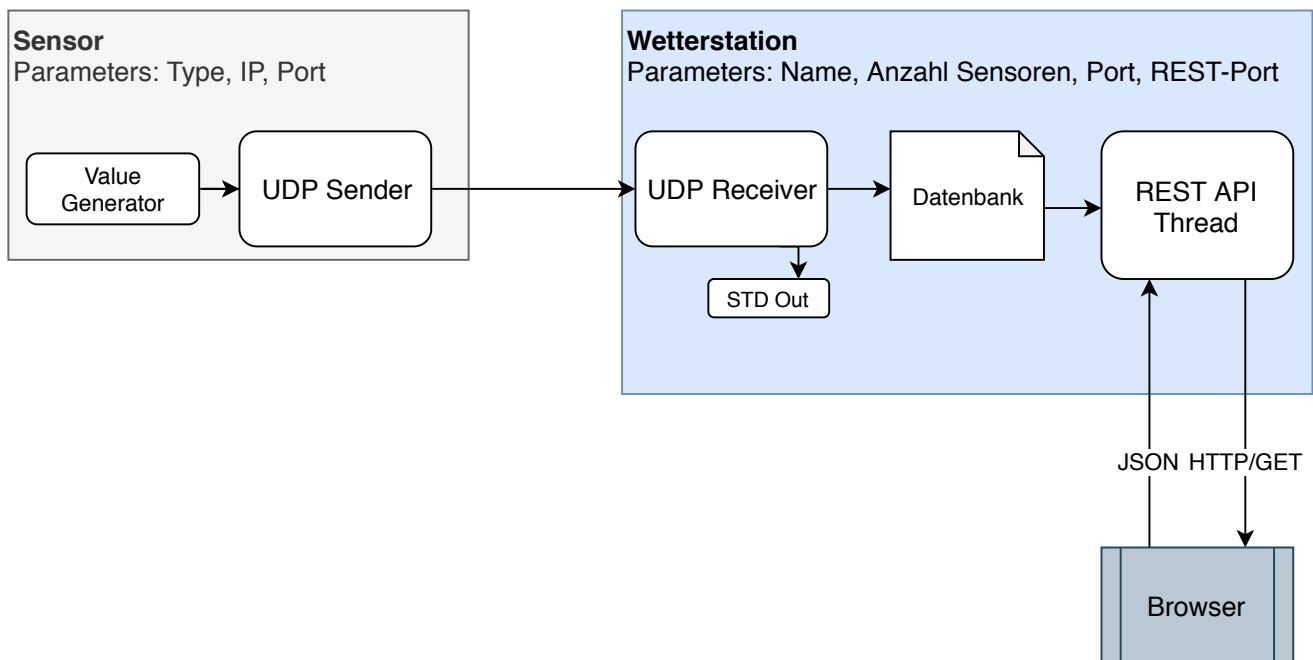 Sensor
Parameters: Type, IP, Port
Value
Generator
UDP Sender
Wetterstation
Parameters: Name, Anzahl Sensoren, Port, REST-Port
UDP Receiver
STD Out
Datenbank
REST API
Thread
JSON
HTTP/GET
Browser